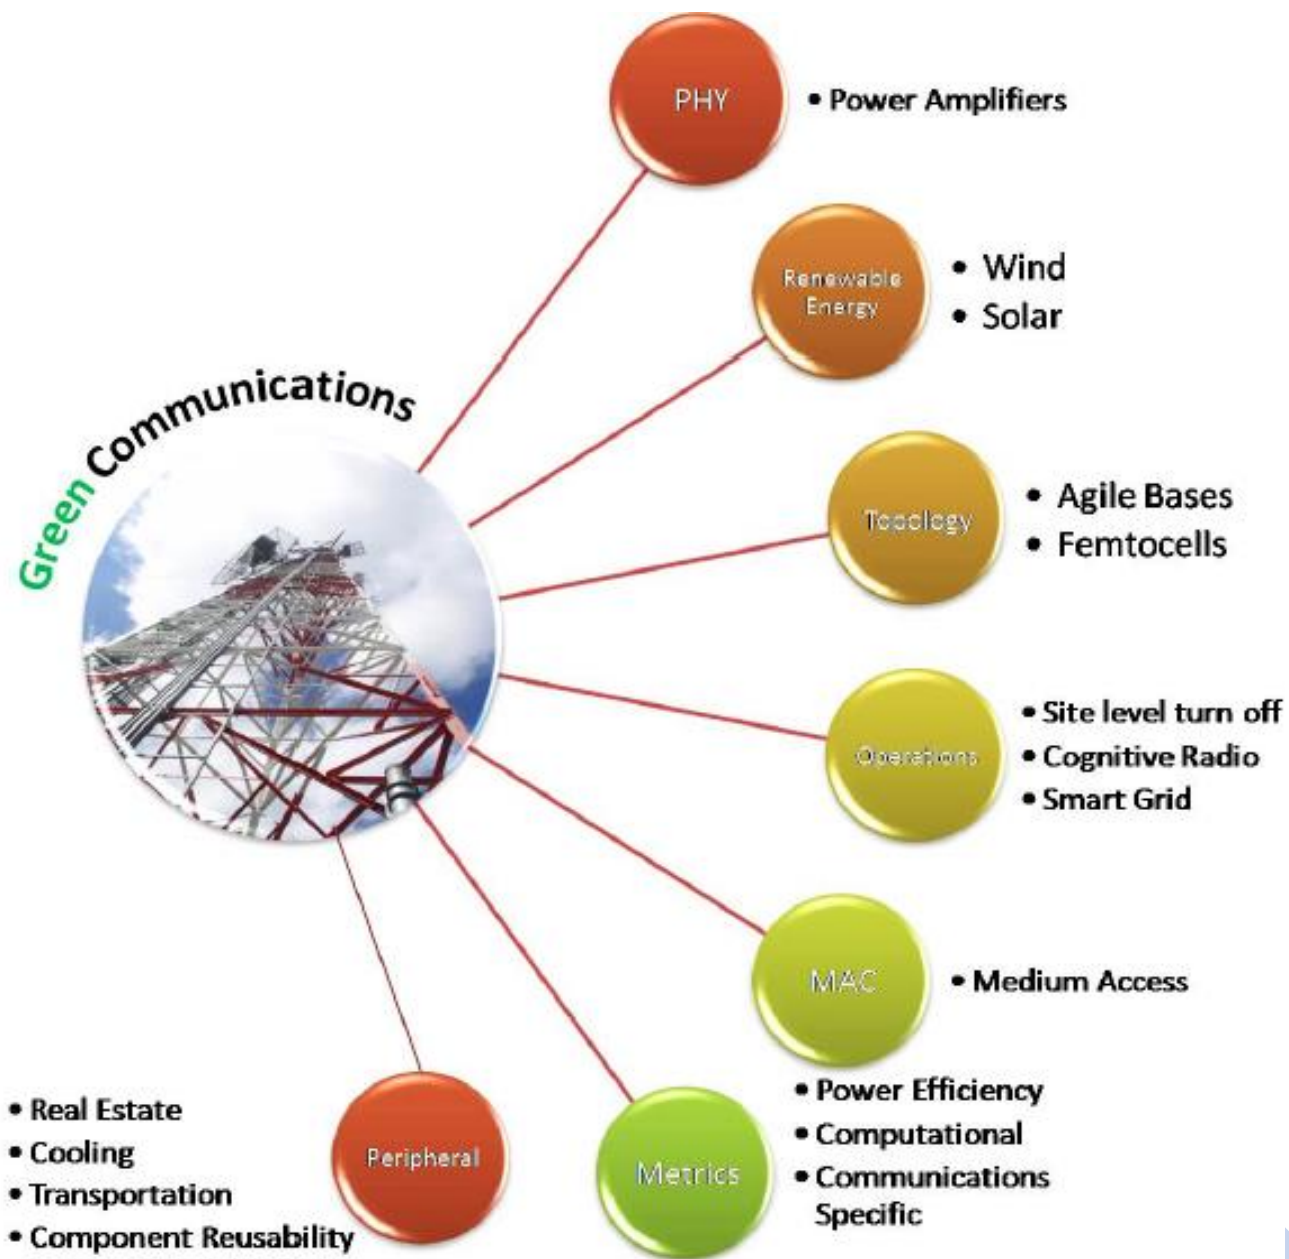 Green Communications
PHY
• Power Amplifiers
Renewable
Energy
• Wind
• Solar
Topology
• Agile Bases
• Femtocells
Operations
• Site level turn off
• Cognitive Radio
• Smart Grid
MAC
• Medium Access
Metrics
• Power Efficiency
• Computational
• Communications
Specific
Peripheral
• Real Estate
• Cooling
• Transportation
• Component Reusability